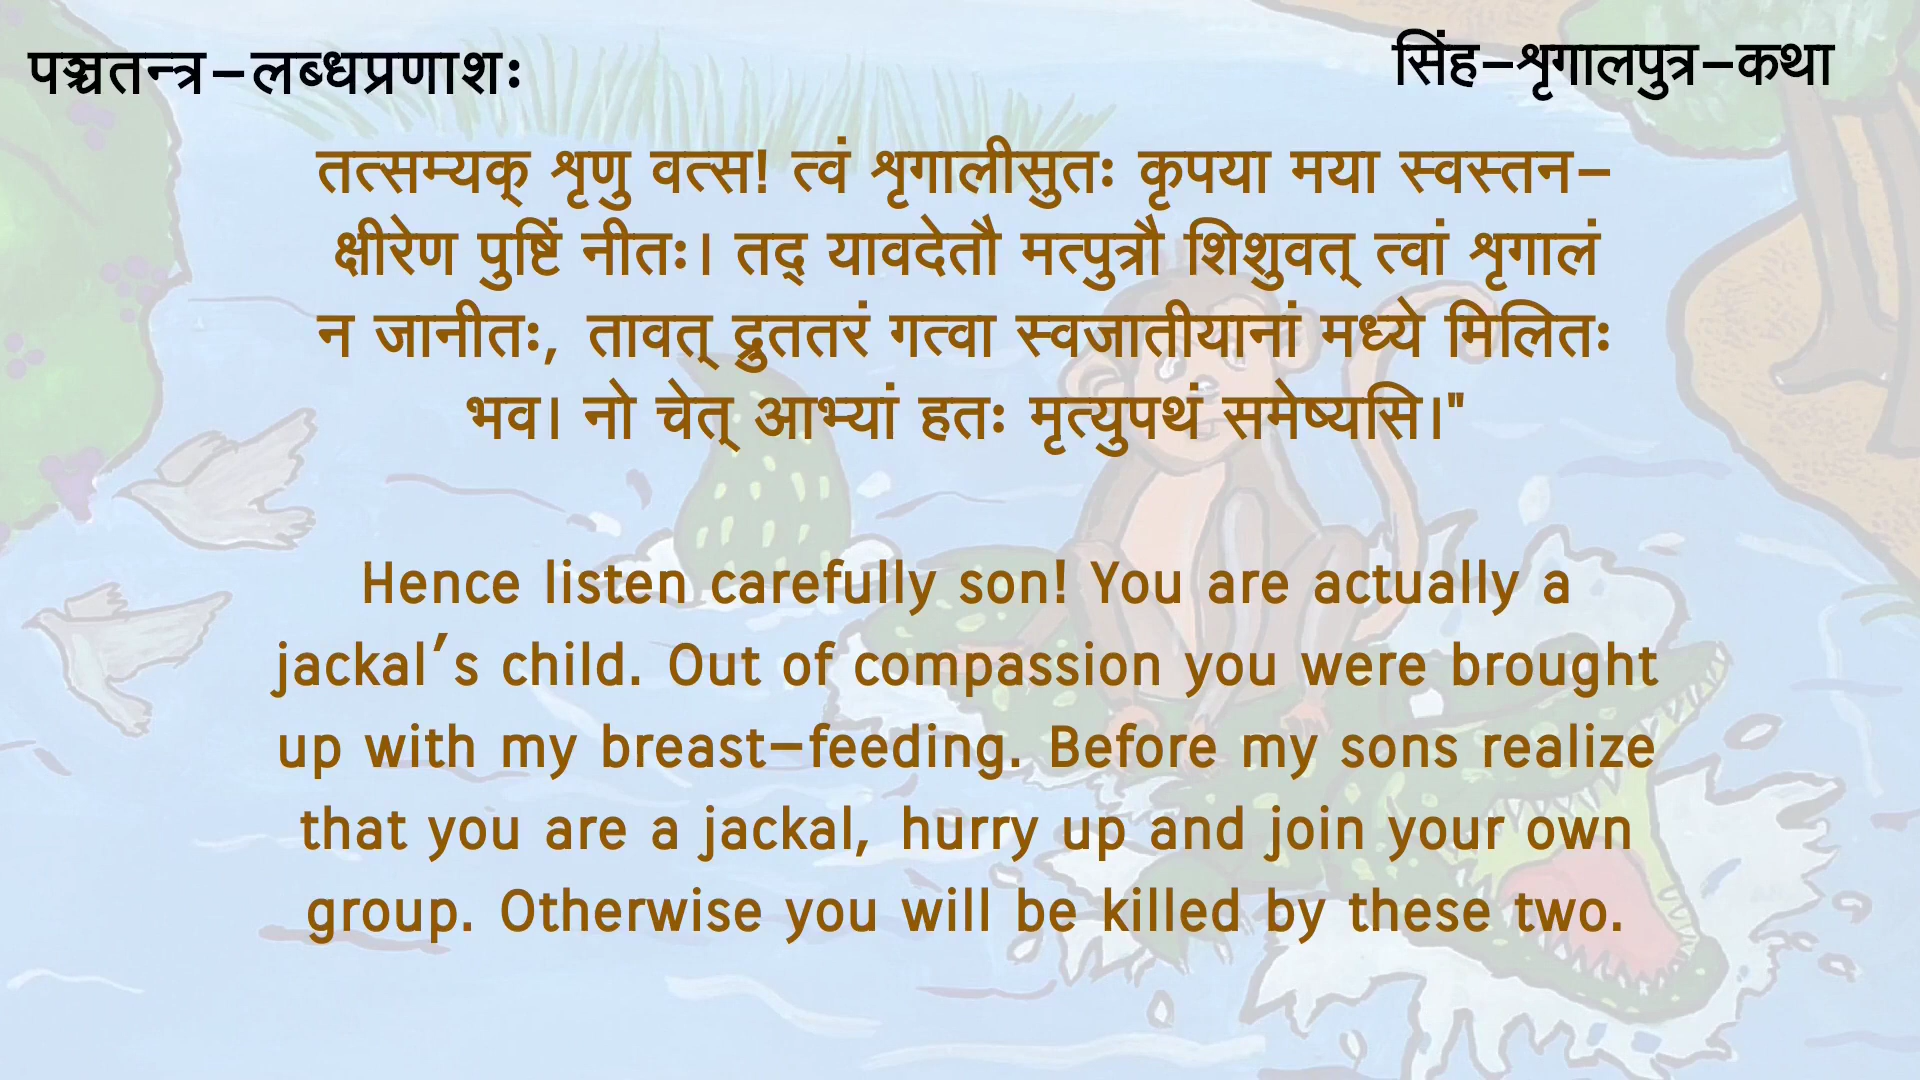 पञ्चतन्त्र-लब्धप्रणाशः
सिंह-शृगालपुत्र-कथा
तत्सम्यक् शृणु वत्स! त्वं शृगालीसुतः कृपया मया स्वस्तन-
क्षीरेण पुष्टिं नीतः। तद् यावदेतौ मत्पुत्रौ शिशुवत् त्वां शृगालं
न जानीतः, तावत् द्रुततरं गत्वा स्वजातीयानां मध्ये मिलितः
भव। नो चेत् आभ्यां हतः मृत्युपथं समेष्यसि।"
Hence listen carefully son! You are actually a
jackal's child. Out of compassion you were brought
up with my breast-feeding. Before my sons realize
that you are a jackal, hurry up and join your own
group. Otherwise you will be killed by these two.